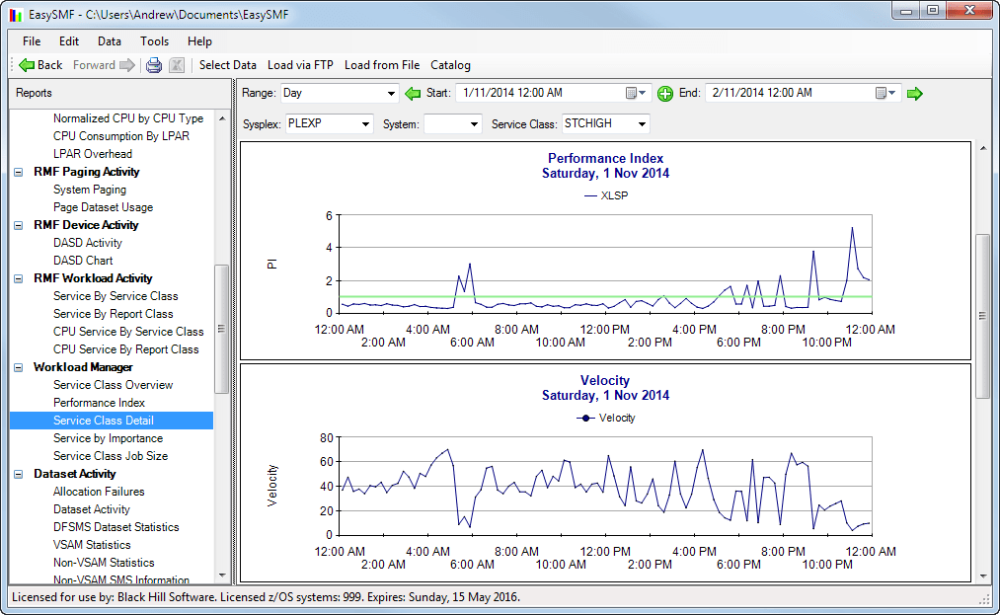 EasySMF - C:\Users\Andrew\Documents\EasySMF
File Edit Data Tools Help
Back Forward Select Data Load via FTP Load from File Catalog
Reports
Normalized CPU by CPU Type
CPU Consumption By LPAR
LPAR Overhead
RMF Paging Activity
System Paging
Page Dataset Usage
RMF Device Activity
DASD Activity
DASD Chart
RMF Workload Activity
Service By Service Class
Service By Report Class
CPU Service By Service Class
CPU Service By Report Class
Workload Manager
Service Class Overview
Performance Index
Service Class Detail
Service by Importance
Service Class Job Size
Dataset Activity
Allocation Failures
Dataset Activity
DFSMS Dataset Statistics
VSAM Statistics
Non-VSAM Statistics
Non-VSAM SMS Information
Range: Day Start: 1/11/2014 12:00 AM End: 2/11/2014 12:00 AM
Sysplex: PLEXP System: Service Class: STCHIGH
Performance Index
Saturday, 1 Nov 2014
XLSP
PI
6
4
2
0
12:00 AM 4:00 AM 8:00 AM 12:00 PM 4:00 PM 8:00 PM 12:00 AM
2:00 AM 6:00 AM 10:00 AM 2:00 PM 6:00 PM 10:00 PM
Velocity
Saturday, 1 Nov 2014
Velocity
Velocity
80
60
40
20
0
12:00 AM 4:00 AM 8:00 AM 12:00 PM 4:00 PM 8:00 PM 12:00 AM
2:00 AM 6:00 AM 10:00 AM 2:00 PM 6:00 PM 10:00 PM
Licensed for use by: Black Hill Software. Licensed z/OS systems: 999. Expires: Sunday, 15 May 2016.